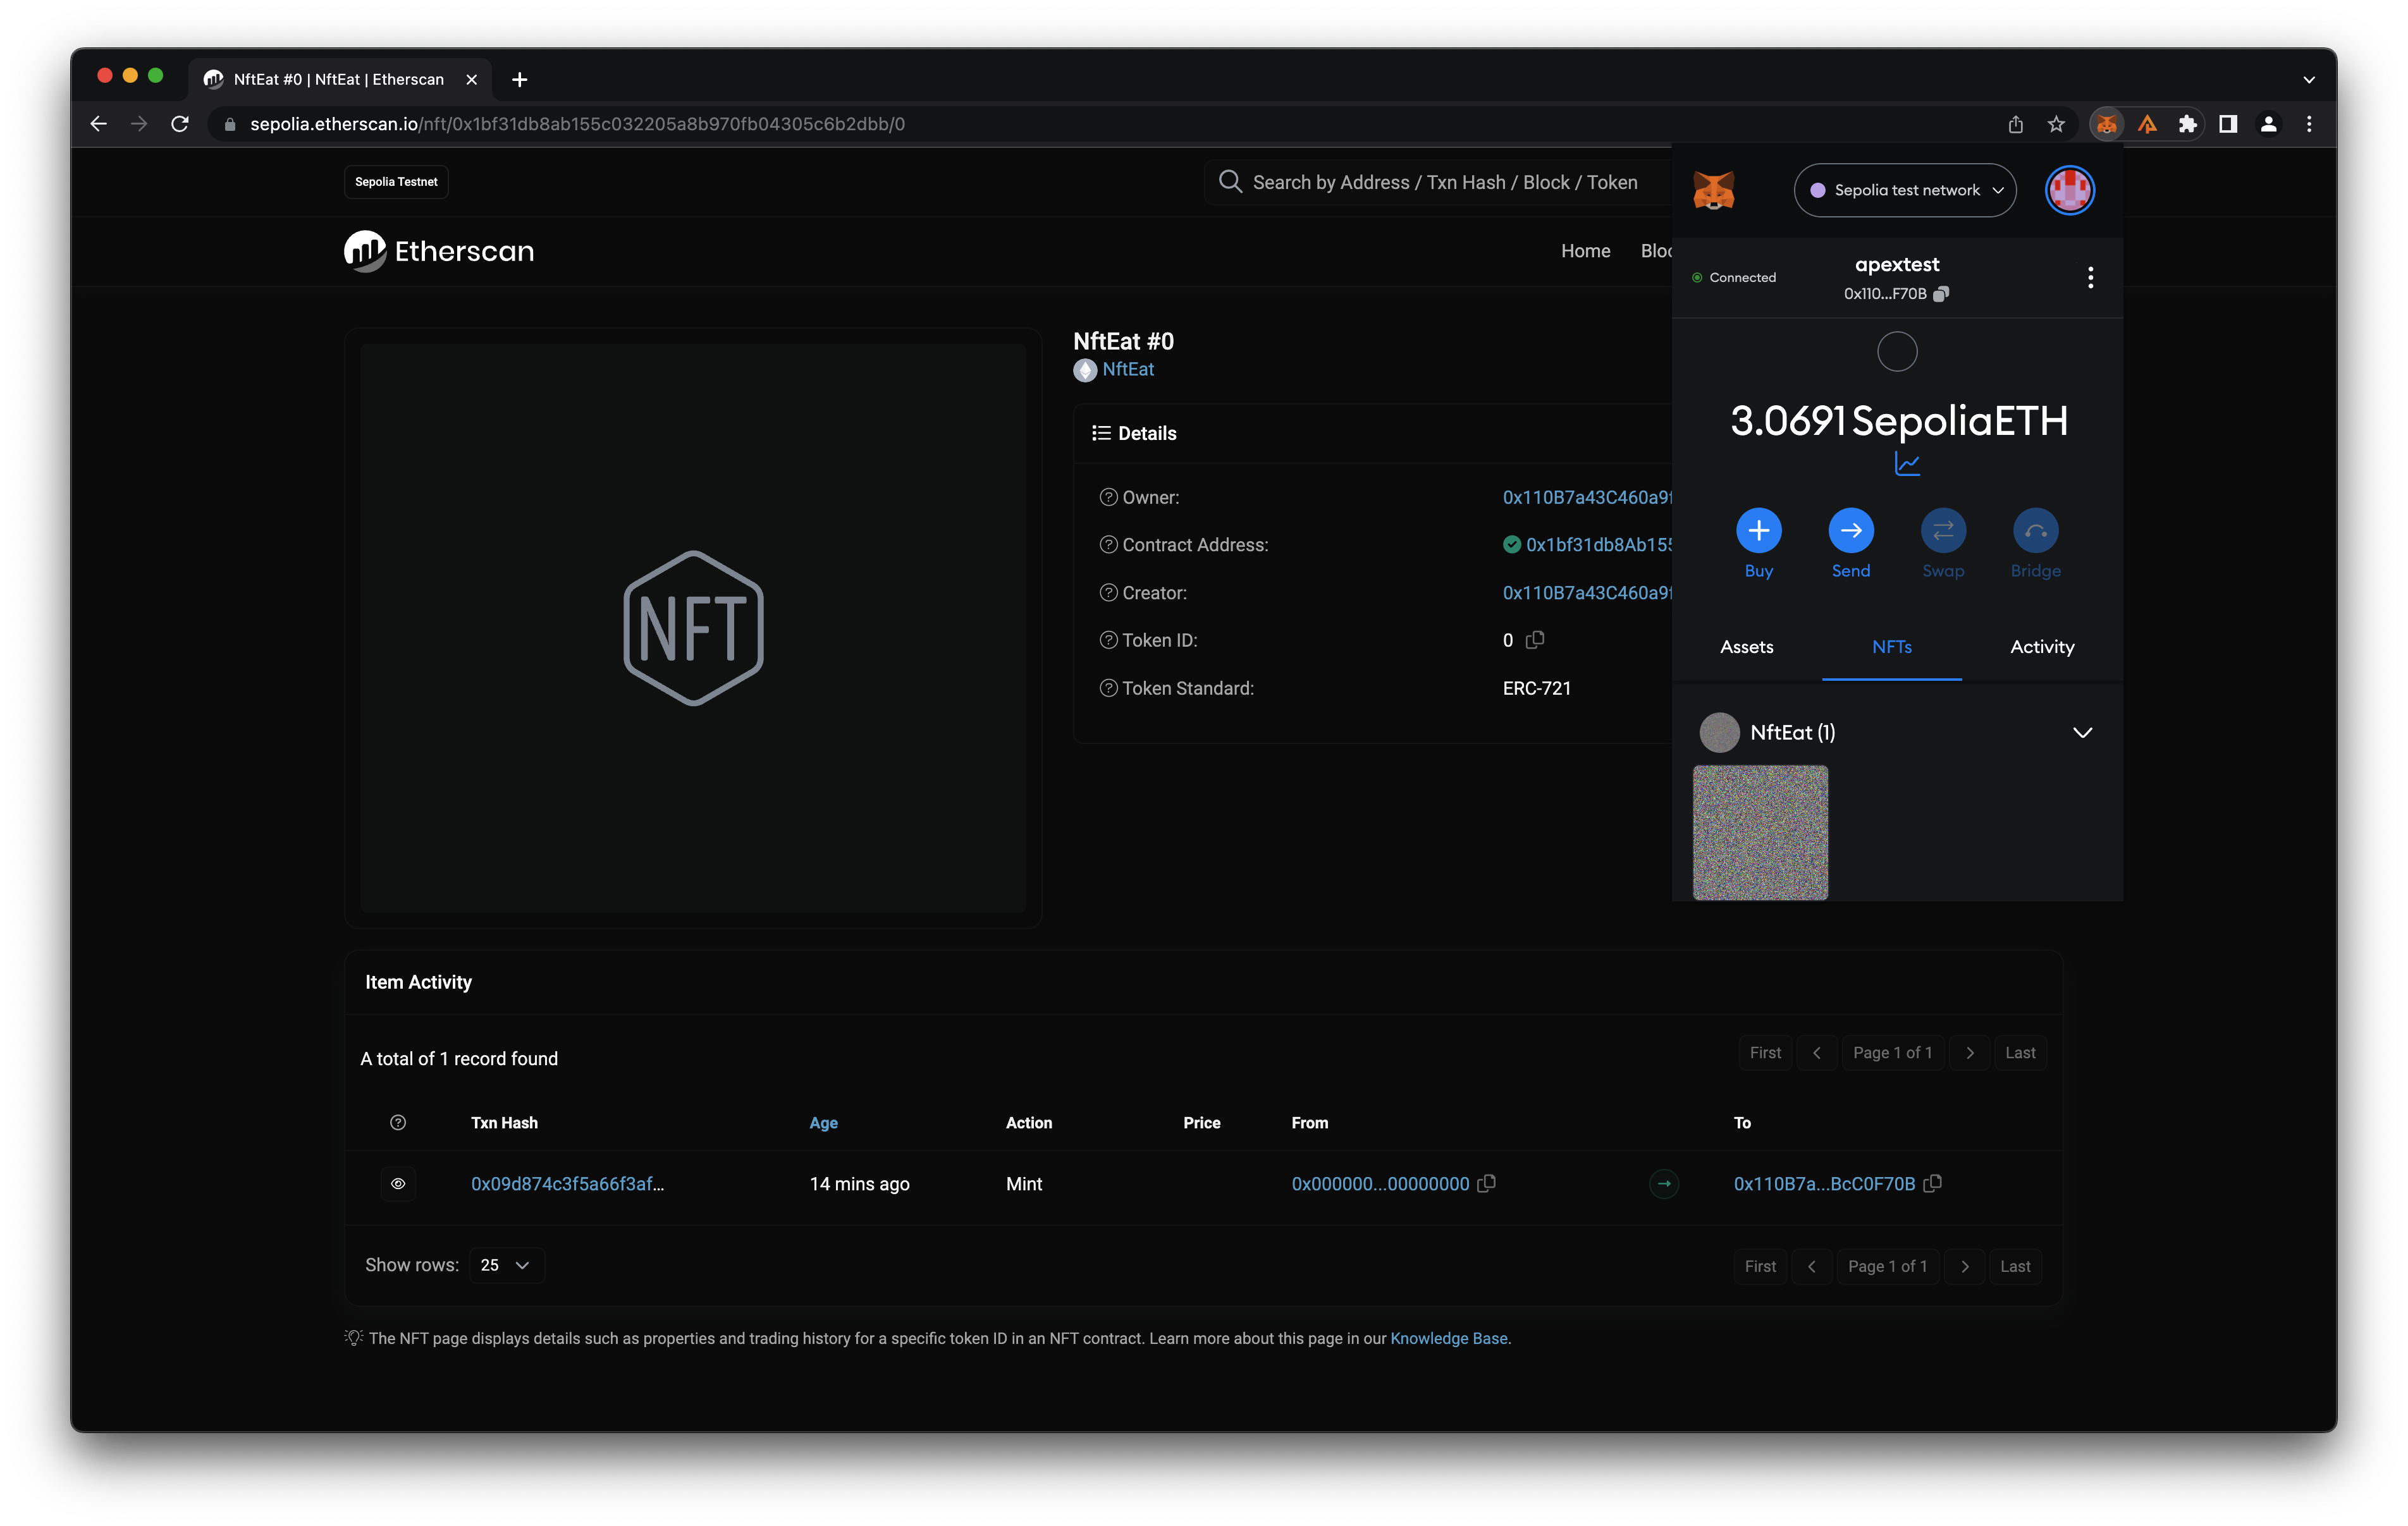 NftEat #0 | NftEat | Etherscan
sepolia.etherscan.io/nft/0x1bf31db8ab155c032205a8b970fb04305c6b2dbb/0
Sepolia Testnet
Search by Address / Txn Hash / Block / Token
Etherscan
Home
Bloc
NFT
NftEat #0
NftEat
Details
Owner: 0x110B7a43C460a9f
Contract Address: 0x1bf31db8Ab155
Creator: 0x110B7a43C460a9f
Token ID: 0
Token Standard: ERC-721
Sepolia test network
Connected
apextest
0x110...F70B
3.0691 SepoliaETH
Buy Send Swap Bridge
Assets NFTs Activity
NftEat (1)
Item Activity
A total of 1 record found
First Page 1 of 1 Last
Txn Hash Age Action Price From To
0x09d874c3f5a66f3af... 14 mins ago Mint 0x000000...00000000 0x110B7a...BcC0F70B
Show rows: 25
First Page 1 of 1 Last
The NFT page displays details such as properties and trading history for a specific token ID in an NFT contract. Learn more about this page in our Knowledge Base.